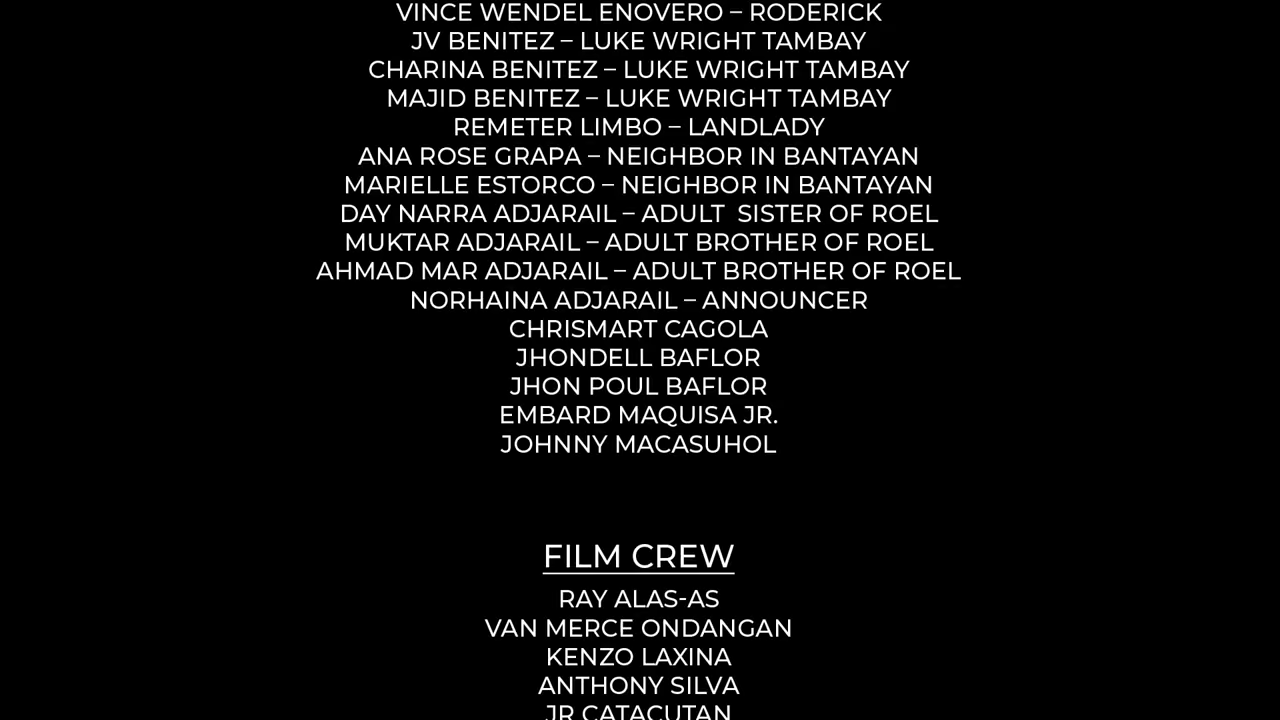 VINCE WENDEL ENOVERO – RODERICK
JV BENITEZ – LUKE WRIGHT TAMBAY
CHARINA BENITEZ – LUKE WRIGHT TAMBAY
MAJID BENITEZ – LUKE WRIGHT TAMBAY
REMETER LIMBO – LANDLADY
ANA ROSE GRAPA – NEIGHBOR IN BANTAYAN
MARIELLE ESTORCO – NEIGHBOR IN BANTAYAN
DAY NARRA ADJARAIL – ADULT  SISTER OF ROEL
MUKTAR ADJARAIL – ADULT BROTHER OF ROEL
AHMAD MAR ADJARAIL – ADULT BROTHER OF ROEL
NORHAINA ADJARAIL – ANNOUNCER
CHRISMART CAGOLA
JHONDELL BAFLOR
JHON POUL BAFLOR
EMBARD MAQUISA JR.
JOHNNY MACASUHOL
FILM CREW
RAY ALAS-AS
VAN MERCE ONDANGAN
KENZO LAXINA
ANTHONY SILVA
JR CATACUTAN